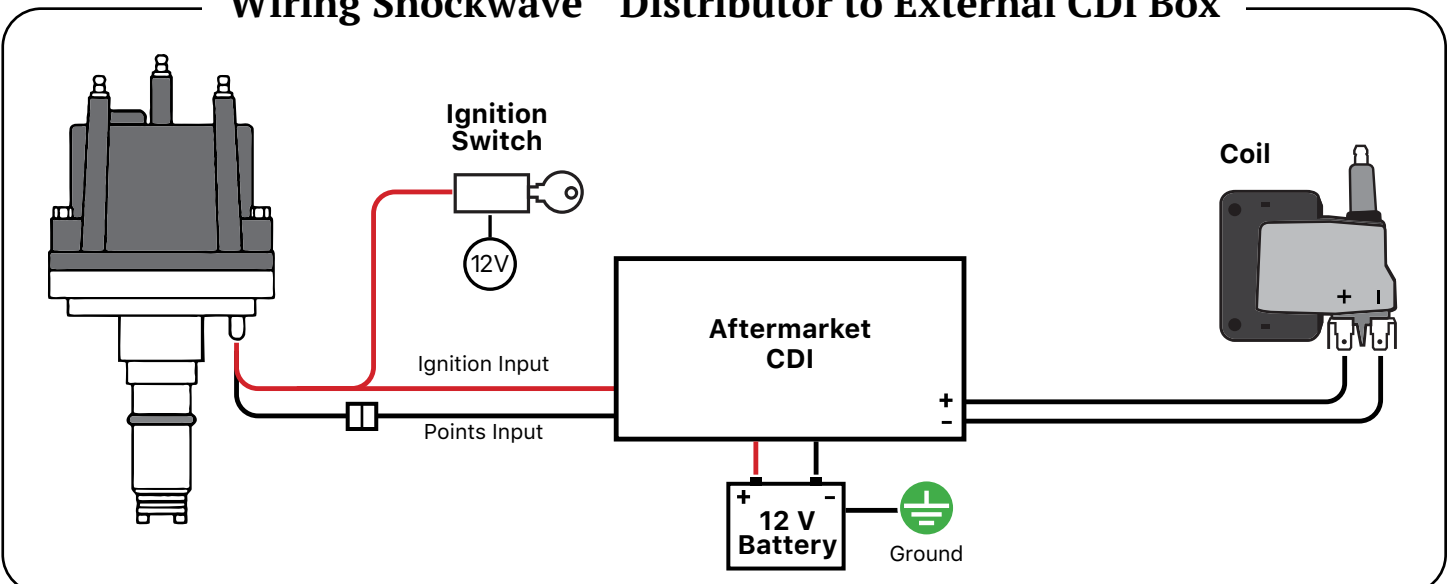 Wiring Shockwave Distributor to External CDI Box
Ignition
Switch
12V
Coil
+ -
Ignition Input
Points Input
Aftermarket
CDI
+
-
+ -
12 V
Battery
Ground